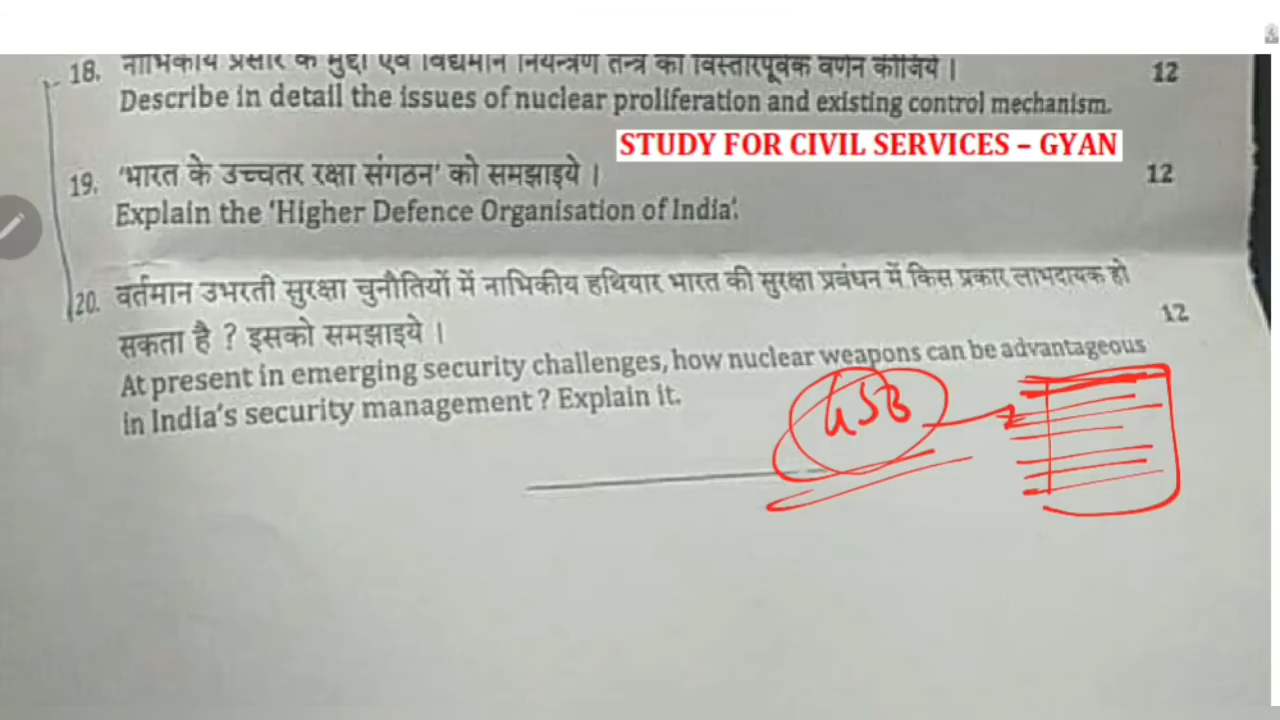 18. नाभिकीय प्रसार के मुद्दों एवं विद्यमान नियन्त्रण तन्त्र का विस्तारपूर्वक वर्णन कीजिये । 12
Describe in detail the issues of nuclear proliferation and existing control mechanism.
STUDY FOR CIVIL SERVICES – GYAN
19. 'भारत के उच्चतर रक्षा संगठन' को समझाइये । 12
Explain the 'Higher Defence Organisation of India'.
20. वर्तमान उभरती सुरक्षा चुनौतियों में नाभिकीय हथियार भारत की सुरक्षा प्रबंधन में किस प्रकार लाभदायक हो
सकता है ? इसको समझाइये । 12
At present in emerging security challenges, how nuclear weapons can be advantageous
in India's security management ? Explain it.